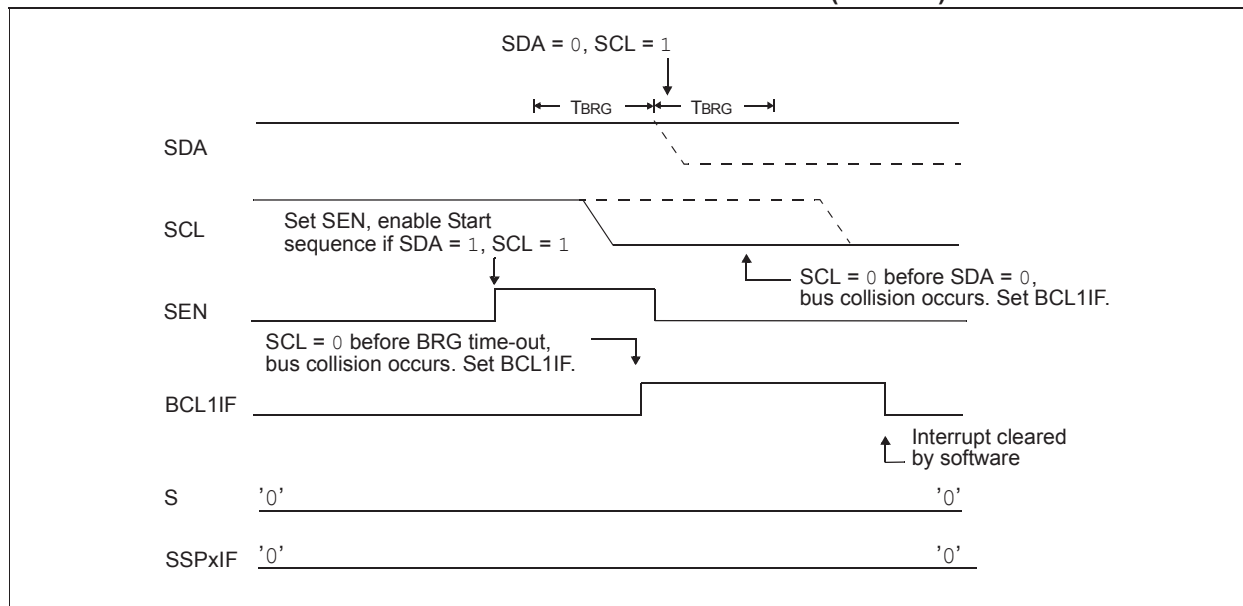 SDA = 0, SCL = 1
TBRG TBRG
SDA
SCL
Set SEN, enable Start
sequence if SDA = 1, SCL = 1
SCL = 0 before SDA = 0,
bus collision occurs. Set BCL1IF.
SEN
SCL = 0 before BRG time-out,
bus collision occurs. Set BCL1IF.
BCL1IF
Interrupt cleared
by software
S '0' '0'
SSPxIF '0' '0'